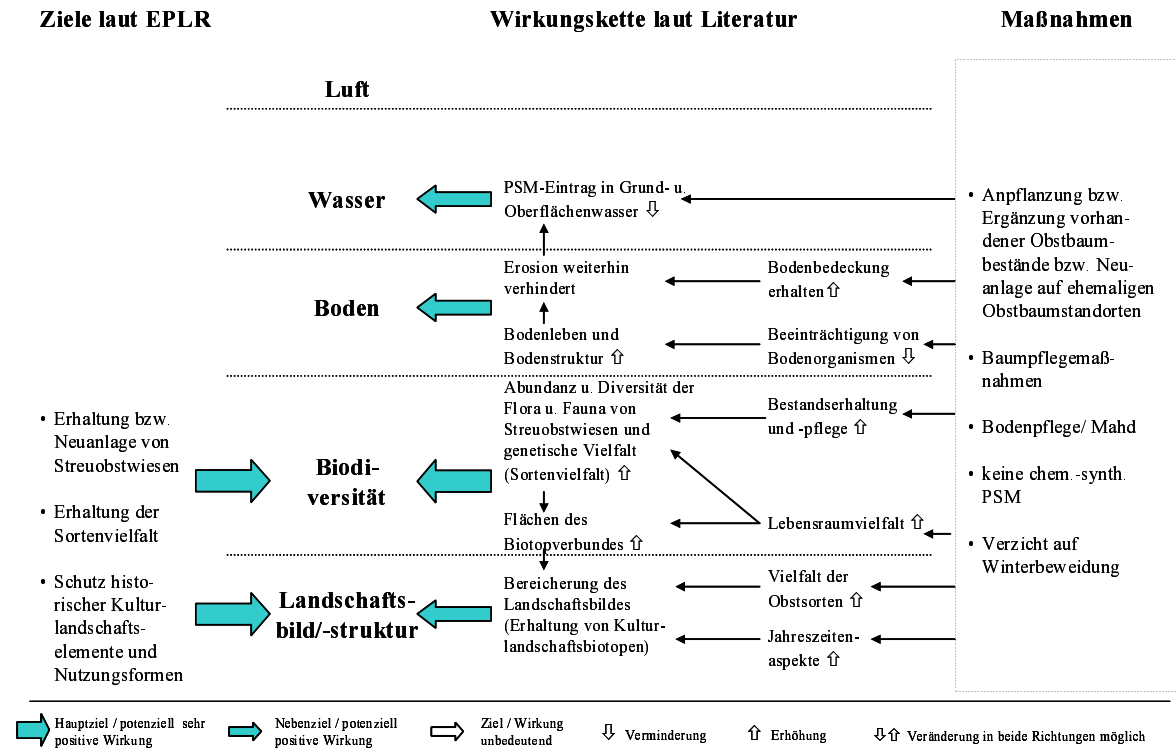 Ziele laut EPLR
Wirkungskette laut Literatur
Maßnahmen
Luft
Wasser
PSM-Eintrag in Grund- u.
Oberflächenwasser ⇩
Boden
Erosion weiterhin
verhindert
Bodenbedeckung
erhalten ⇧
Bodenleben und
Bodenstruktur ⇧
Beeinträchtigung von
Bodenorganismen ⇩
• Erhaltung bzw.
Neuanlage von
Streuobstwiesen
• Erhaltung der
Sortenvielfalt
• Schutz histo-
rischer Kultur-
landschafts-
elemente und
Nutzungsformen
Biodi-
versität
Abundanz u. Diversität der
Flora u. Fauna von
Streuobstwiesen und
genetische Vielfalt
(Sortenvielfalt) ⇧
Bestandserhaltung
und -pflege ⇧
Flächen des
Biotopverbundes ⇧
Lebensraumvielfalt ⇧
Landschafts-
bild/-struktur
Bereicherung des
Landschaftsbildes
(Erhaltung von Kultur-
landschaftsbiotopen)
Vielfalt der
Obstsorten ⇧
Jahreszeiten-
aspekte ⇧
• Anpflanzung bzw.
Ergänzung vorhan-
dener Obstbaum-
bestände bzw. Neu-
anlage auf ehemaligen
Obstbaumstandorten
• Baumpflegemaß-
nahmen
• Bodenpflege/ Mahd
• keine chem.-synth.
PSM
• Verzicht auf
Winterbeweidung
Hauptziel / potenziell sehr
positive Wirkung
Nebenziel / potenziell
positive Wirkung
Ziel / Wirkung
unbedeutend
⇩ Verminderung
⇧ Erhöhung
⇩⇧ Veränderung in beide Richtungen möglich